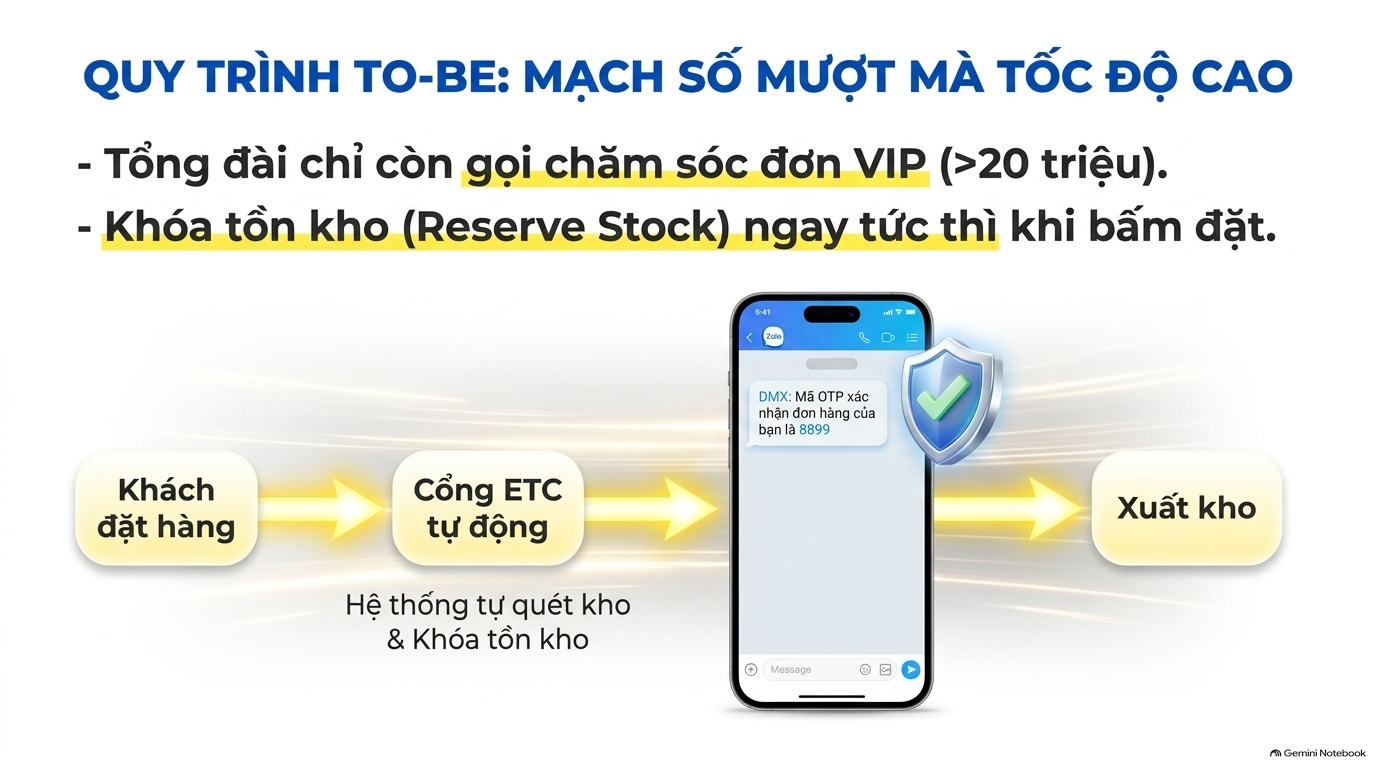 QUY TRÌNH TO-BE: MẠCH SỐ MƯỢT MÀ TỐC ĐỘ CAO
- Tổng đài chỉ còn gọi chăm sóc đơn VIP (>20 triệu).
- Khóa tồn kho (Reserve Stock) ngay tức thì khi bấm đặt.
Khách
đặt hàng
Cổng ETC
tự động
Hệ thống tự quét kho
& Khóa tồn kho
6:41
Zalo
DMX: Mã OTP xác
nhận đơn hàng của
bạn là 8899
Message
Xuất kho
Gemini Notebook